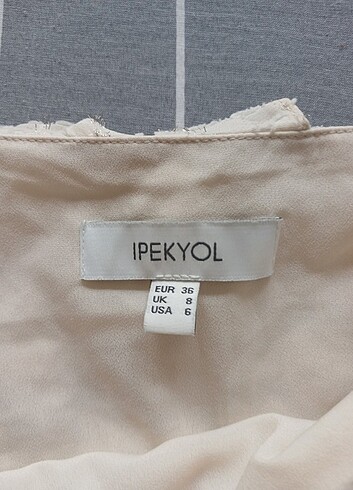 IPEKYOL
EUR 36
UK 8
USA 6